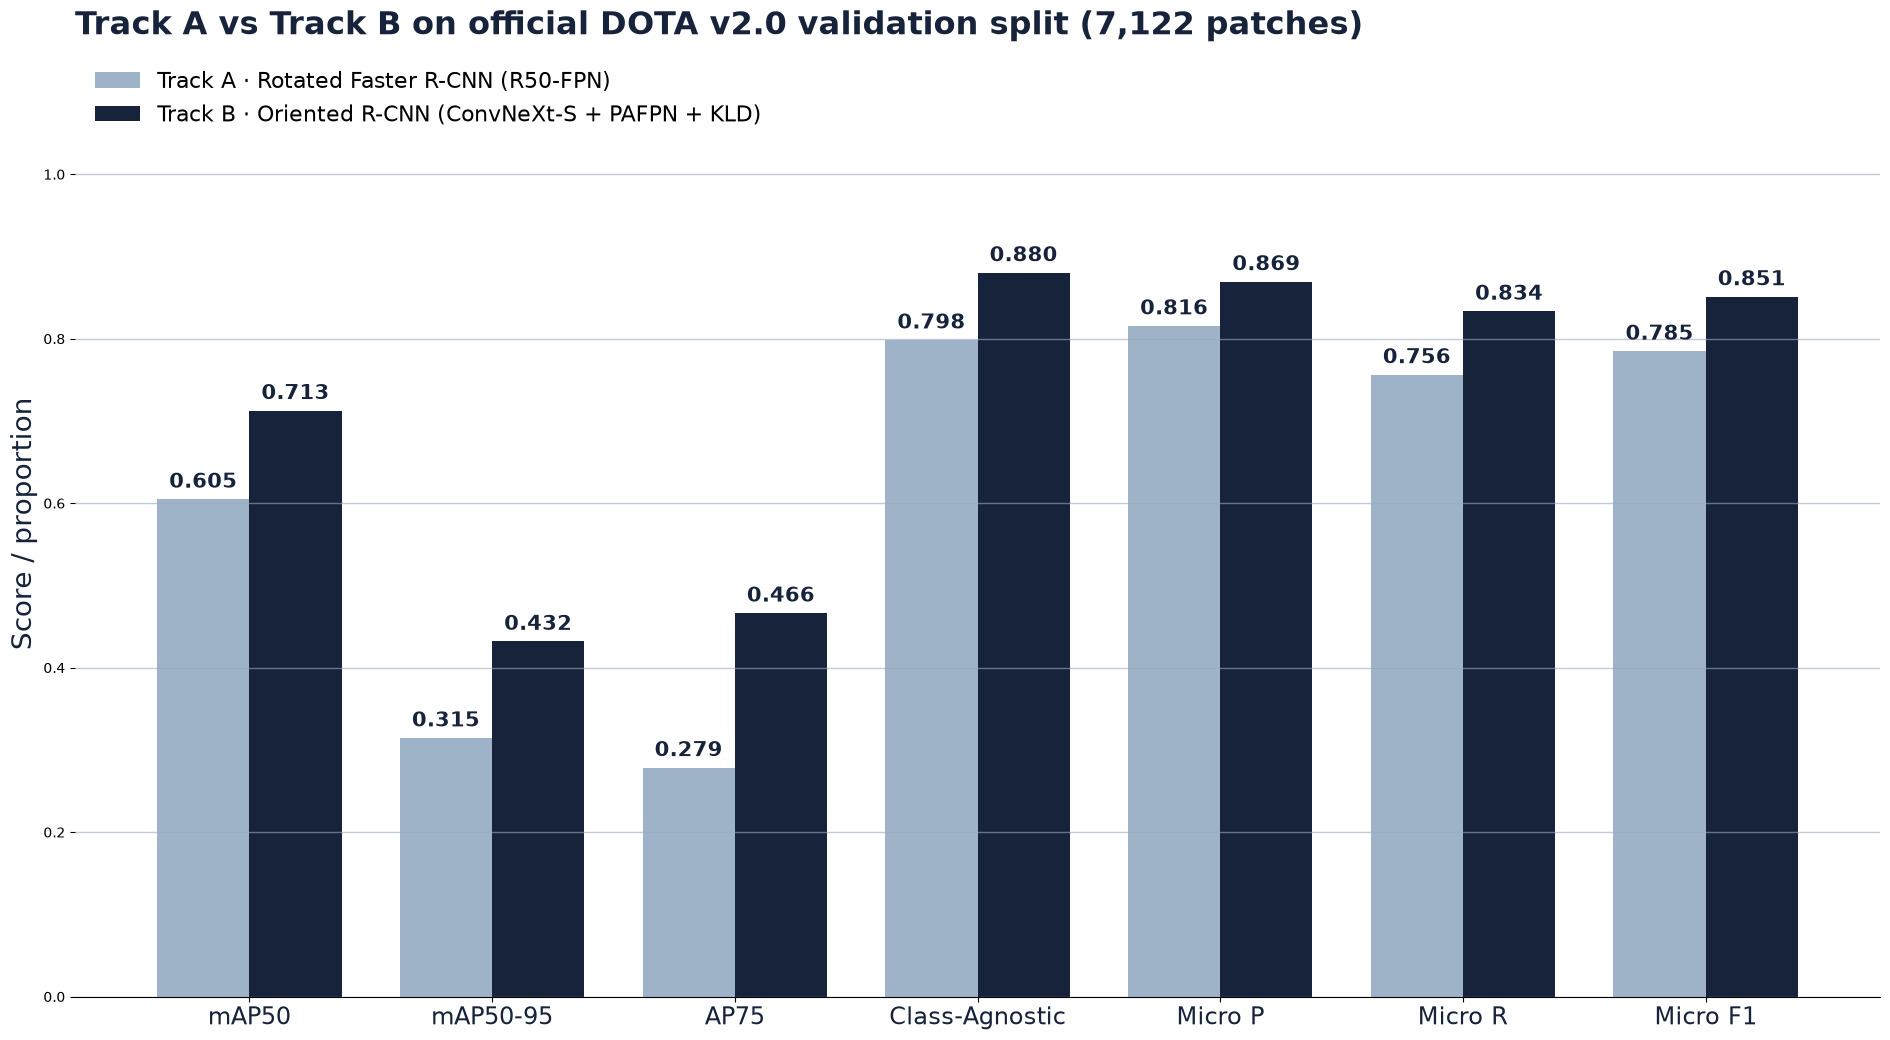 Track A vs Track B on official DOTA v2.0 validation split (7,122 patches)
Track A · Rotated Faster R-CNN (R50-FPN)
Track B · Oriented R-CNN (ConvNeXt-S + PAFPN + KLD)
Score / proportion
1.0
0.8
0.6
0.4
0.2
0.0
0.605
0.713
0.315
0.432
0.279
0.466
0.798
0.880
0.816
0.869
0.756
0.834
0.785
0.851
mAP50
mAP50-95
AP75
Class-Agnostic
Micro P
Micro R
Micro F1